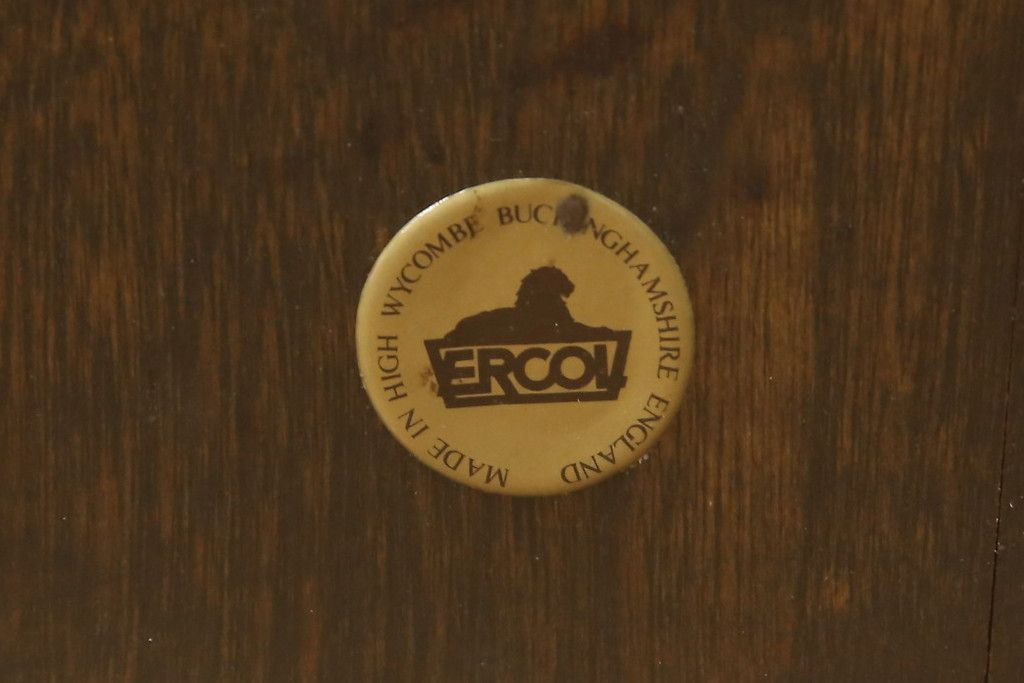 MADE IN HIGH WYCOMBE BUCKINGHAMSHIRE ENGLAND
ERCOL